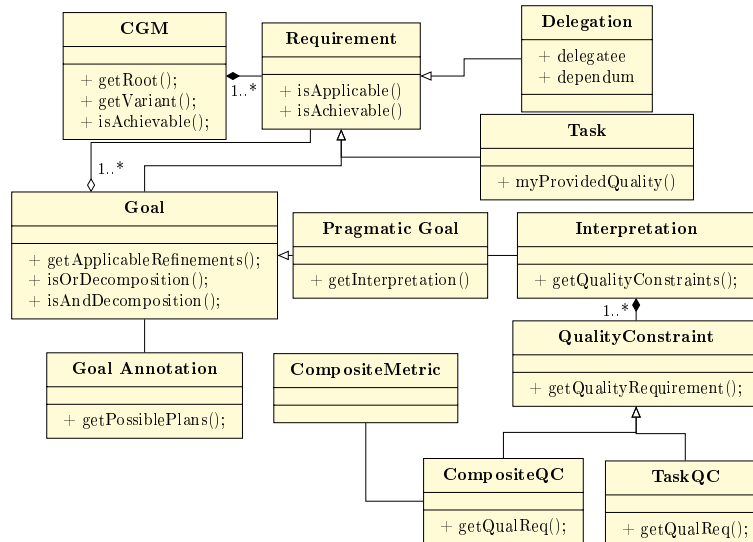 CGM
+ getRoot();
+ getVariant();
+ isAchievable();
1..*
Requirement
+ isApplicable()
+ isAchievable()
Delegation
+ delegatee
+ dependum
Task
+ myProvidedQuality()
1..*
Goal
+ getApplicableRefinements();
+ isOrDecomposition();
+ isAndDecomposition();
Pragmatic Goal
+ getInterpretation()
Interpretation
+ getQualityConstraints();
1..*
QualityConstraint
+ getQualityRequirement();
Goal Annotation
+ getPossiblePlans();
CompositeMetric
CompositeQC
+ getQualReq();
TaskQC
+ getQualReq();